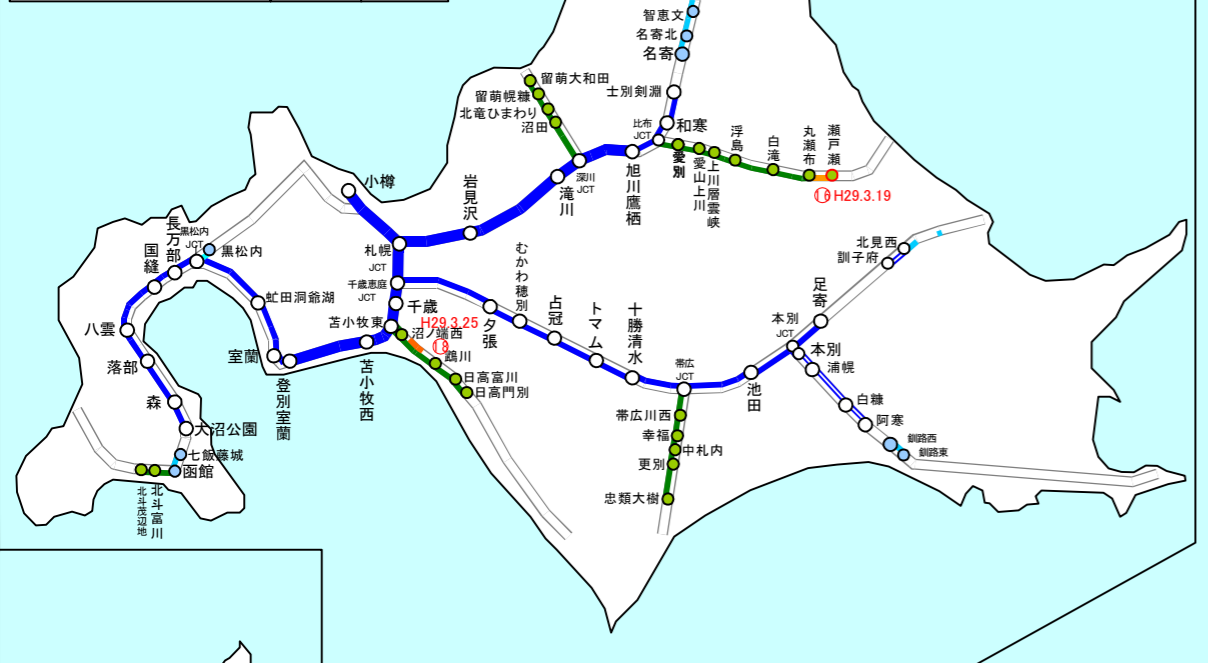 智恵文
名寄北
名寄
士別剣淵
比布
JCT
和寒
留萌大和田
留萌幌糠
北竜ひまわり
沼田
深川
JCT
滝川
旭川鷹栖
愛別
愛山上川
上川層雲峡
浮島
白滝
丸瀬布
瀬戸瀬
⑯H29.3.19
小樽
岩見沢
札幌
JCT
千歳恵庭
JCT
千歳
苫小牧東
H29.3.25
沼ノ端西
⑱
鵡川
日高富川
日高門別
むかわ穂別
夕張
占冠
トマム
十勝清水
帯広
JCT
池田
帯広川西
幸福
中札内
更別
忠類大樹
足寄
本別
JCT
本別
浦幌
白糠
阿寒
釧路西
釧路東
北見西
訓子府
長万部
国縫
黒松内
JCT
黒松内
虻田洞爺湖
八雲
落部
森
大沼公園
七飯藤城
函館
北斗富川
北斗茂辺地
室蘭
登別室蘭
苫小牧西